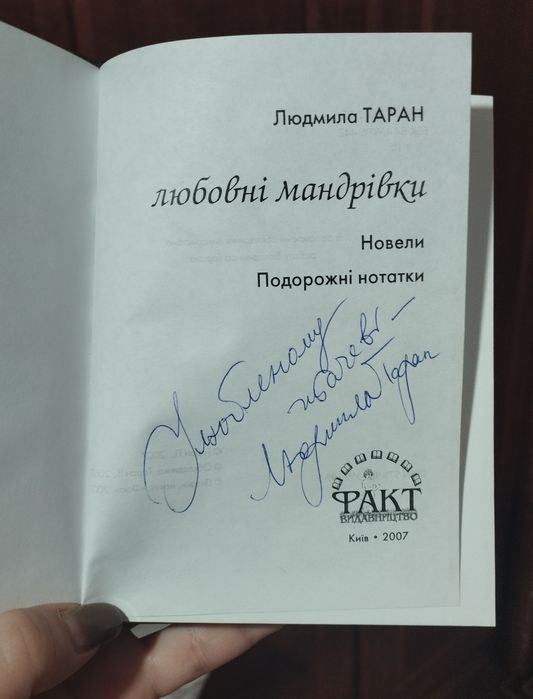 Людмила ТАРАН
любовні мандрівки
Новели
Подорожні нотатки
Улюбленому
читачеві –
Людмила Таран
ФАКТ
ВИДАВНИЦТВО
Київ • 2007